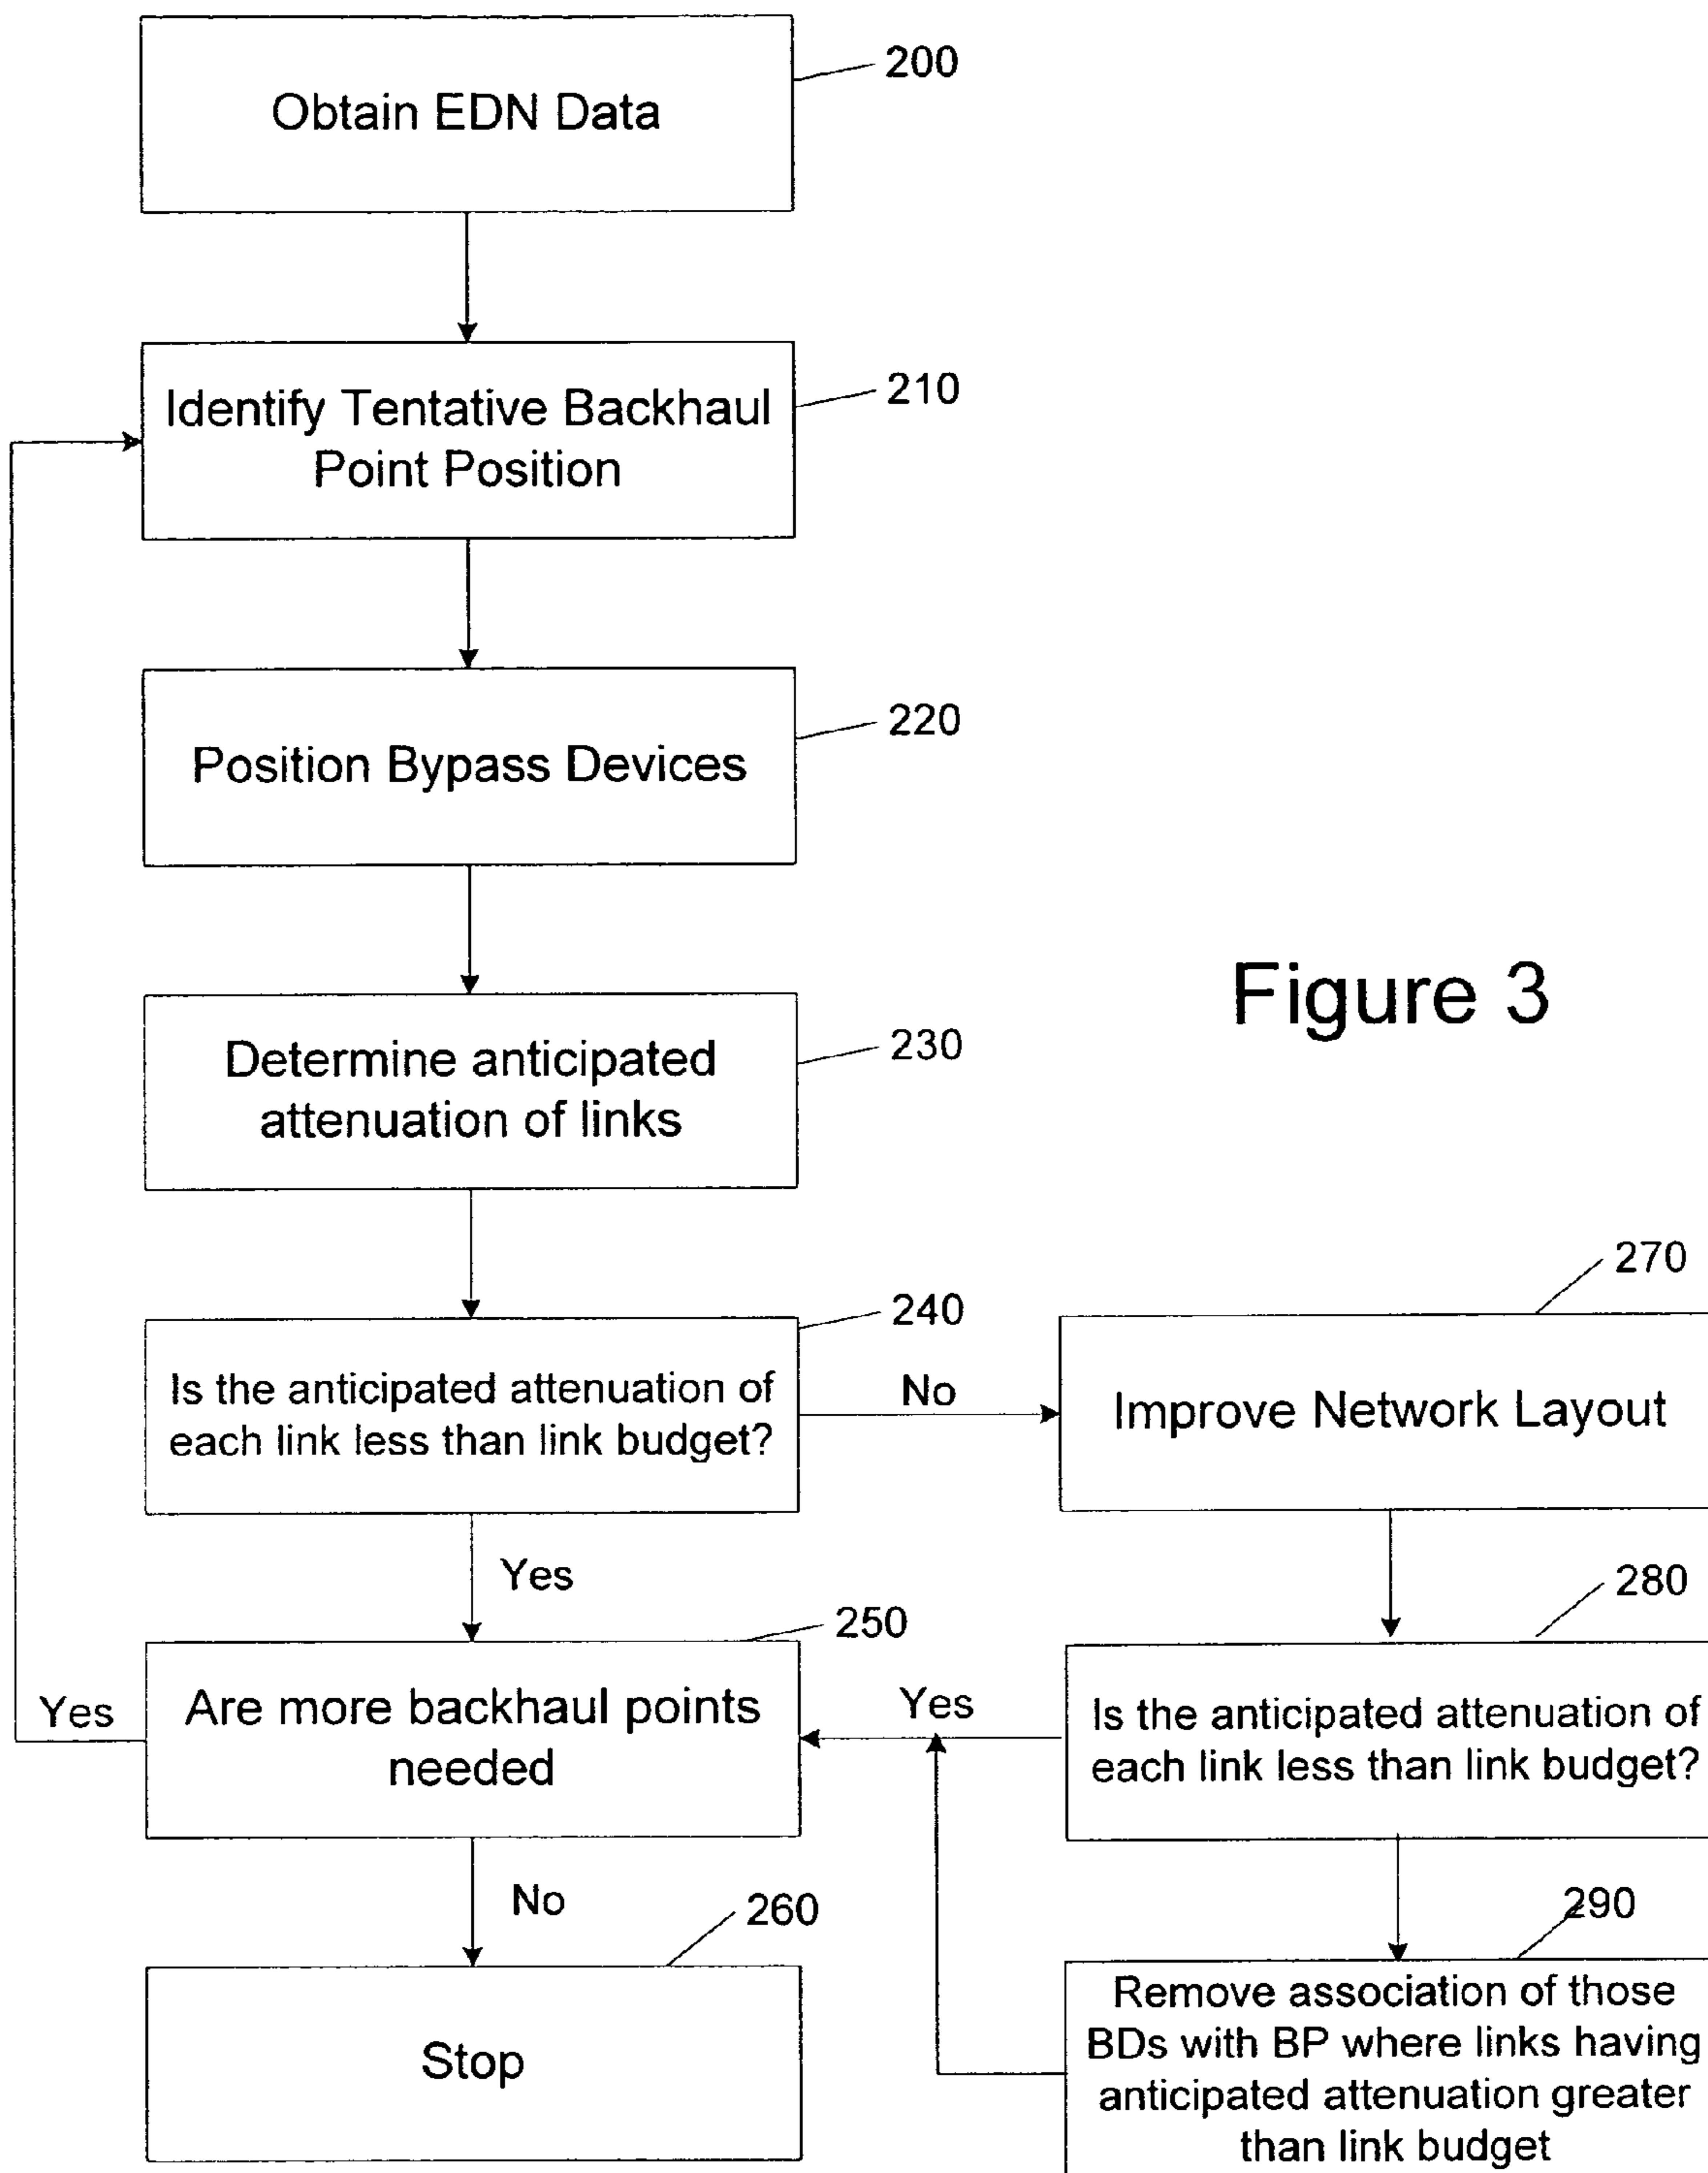 200
Obtain EDN Data
210
Identify Tentative Backhaul
Point Position
220
Position Bypass Devices
Figure 3
230
Determine anticipated
attenuation of links
240
Is the anticipated attenuation of
each link less than link budget?
No
270
Improve Network Layout
Yes
280
250
Are more backhaul points
needed
Yes
Yes
Is the anticipated attenuation of
each link less than link budget?
No
260
Stop
290
Remove association of those
BDs with BP where links having
anticipated attenuation greater
than link budget